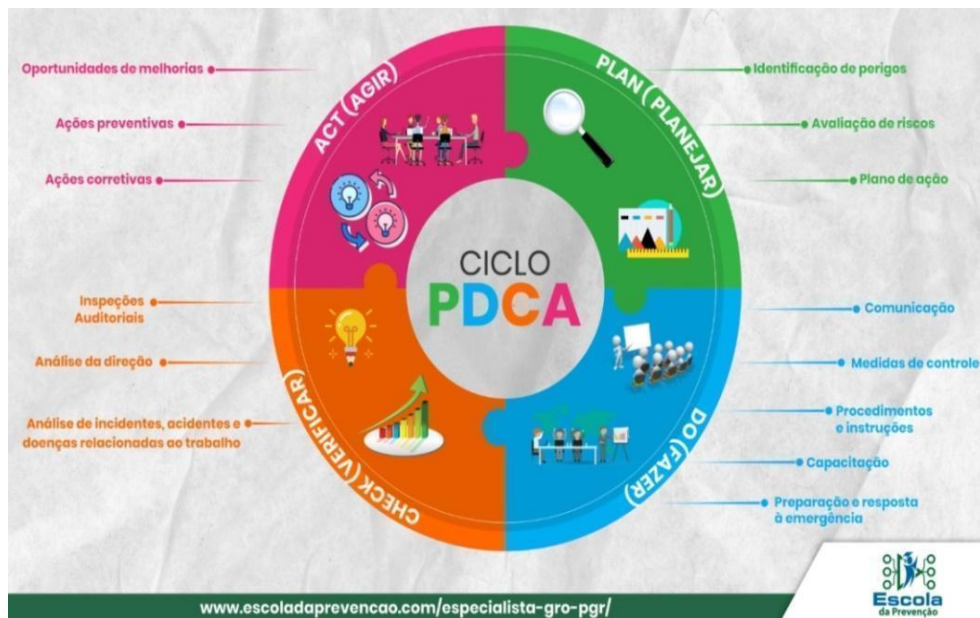 Oportunidades de melhorias
Ações preventivas
Ações corretivas
ACT (AGIR)
PLAN ( PLANEJAR)
Identificação de perigos
Avaliação de riscos
Plano de ação
CICLO
PDCA
Inspeções
Auditoriais
Análise da direção
Análise de incidentes, acidentes e
doenças relacionadas ao trabalho
CHECK (VERIFICAR)
DO (FAZER)
Comunicação
Medidas de controle
Procedimentos
e instruções
Capacitação
Preparação e resposta
à emergência
www.escoladaprevencao.com/especialista-gro-pgr/
Escola
da Prevenção